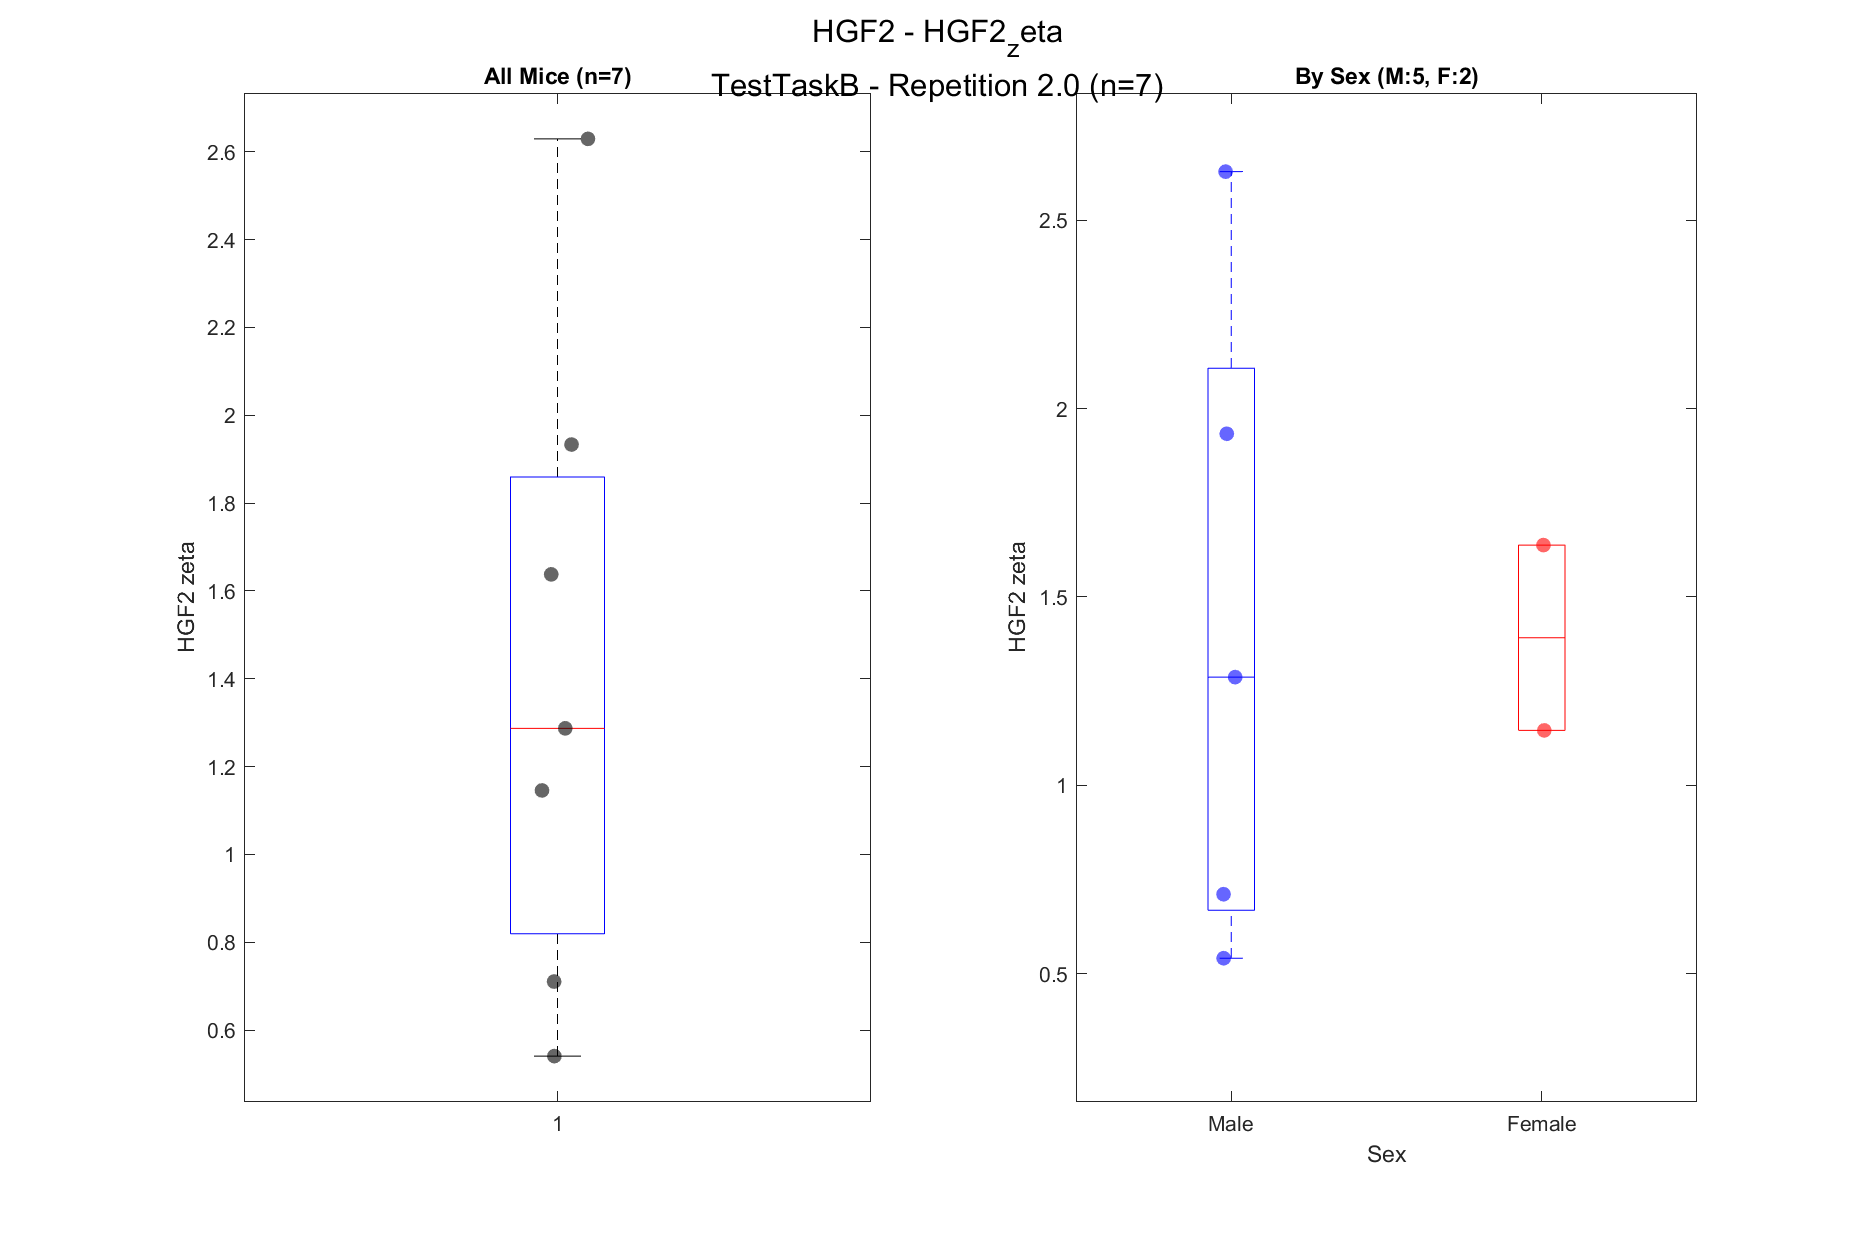 HGF2 - HGF2zeta
TestTaskB - Repetition 2.0 (n=7)
All Mice (n=7)
HGF2 zeta
2.6
2.4
2.2
2
1.8
1.6
1.4
1.2
1
0.8
0.6
1
By Sex (M:5, F:2)
HGF2 zeta
2.5
2
1.5
1
0.5
Male
Female
Sex